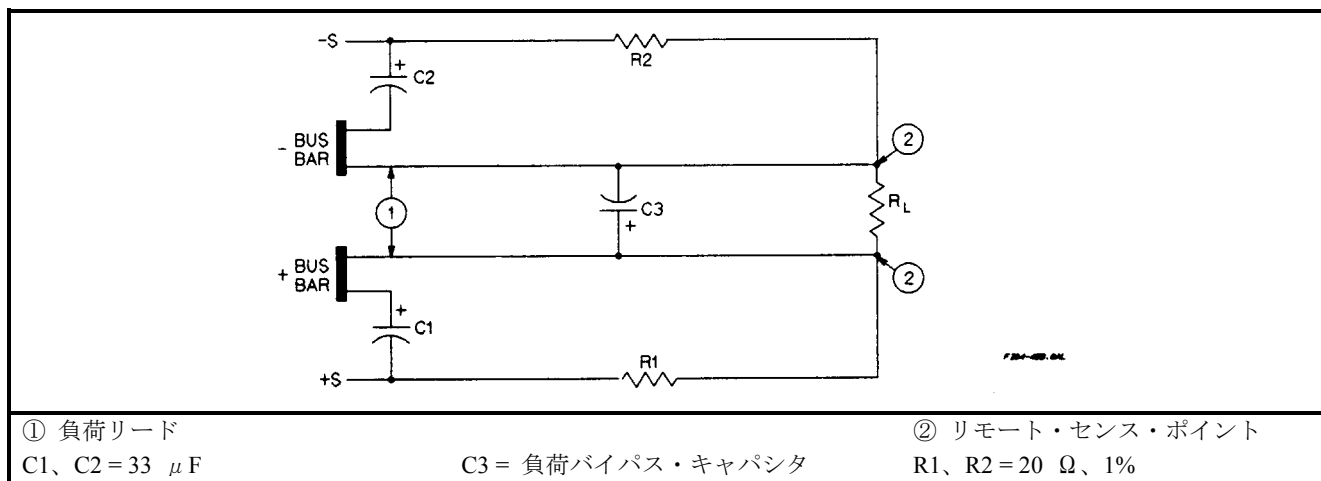 -S
R2
+ C2
- BUS BAR
②
①
C3
+
R L
+ BUS BAR
②
+ C1
R1
+S
① 負荷リード ② リモート・センス・ポイント
C1、C2 = 33 μF C3 = 負荷バイパス・キャパシタ R1、R2 = 20 Ω、1%